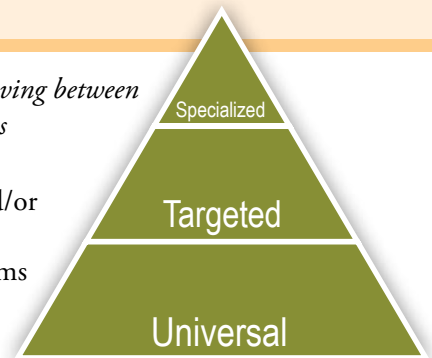 ving between
s
d/or
ms
Specialized
Targeted
Universal